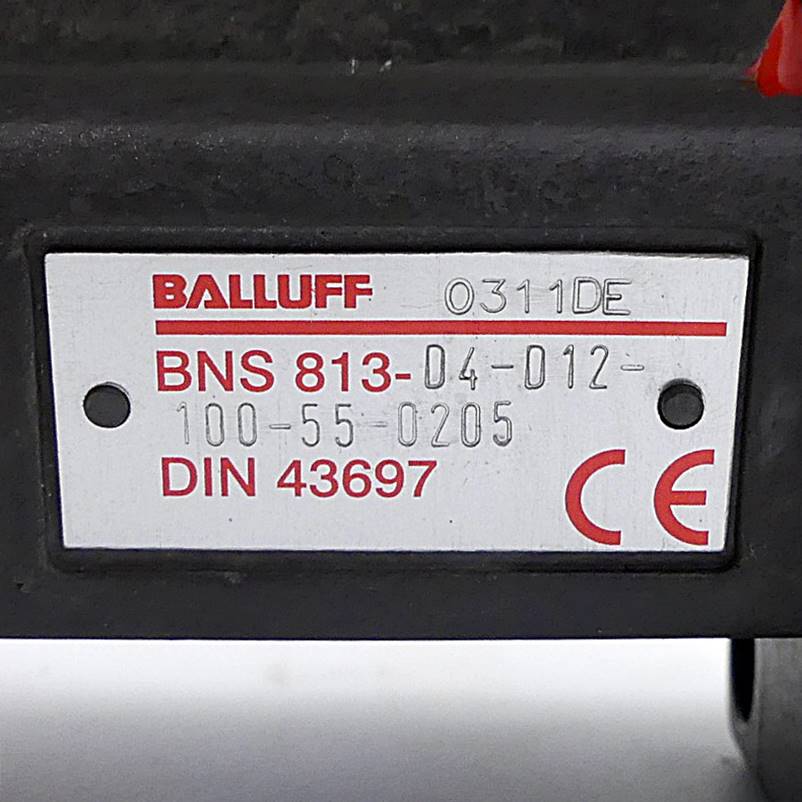 BALLUFF 0311DE
BNS 813-D4-D12-
100-55-0205
DIN 43697
CE